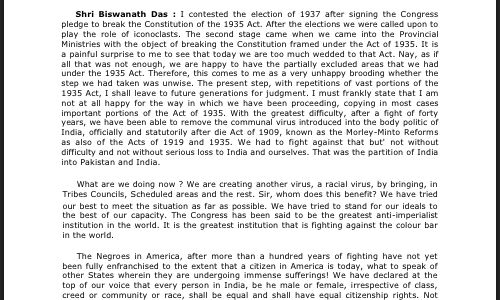 Shri Biswanath Das : I contested the election of 1937 after signing the Congress
pledge to break the Constitution of the 1935 Act. After the elections we were called upon to
play the role of iconoclasts. The second stage came when we came into the Provincial
Ministries with the object of breaking the Constitution framed under the Act of 1935. It is
a painful surprise to me to see that today we are too much wedded to that Act. Nay, as if
all that was not enough, we are happy to have the partially excluded areas that we had
under the 1935 Act. Therefore, this comes to me as a very unhappy brooding whether the
step we had taken was unwise. The present step, with repetitions of vast portions of the
1935 Act, I shall leave to future generations for judgment. I must frankly state that I am
not at all happy for the way in which we have been proceeding, copying in most cases
important portions of the Act of 1935. With the greatest difficulty, after a fight of forty
years, we have been able to remove the communal virus introduced into the body politic of
India, officially and statutorily after die Act of 1909, known as the Morley-Minto Reforms
as also of the Acts of 1919 and 1935. We had to fight against that but' not without
difficulty and not without serious loss to India and ourselves. That was the partition of India
into Pakistan and India.
What are we doing now ? We are creating another virus, a racial virus, by bringing, in
Tribes Councils, Scheduled areas and the rest. Sir, whom does this benefit? We have tried
our best to meet the situation as far as possible. We have tried to stand for our ideals to
the best of our capacity. The Congress has been said to be the greatest anti-imperialist
institution in the world. It is the greatest institution that is fighting against the colour bar
in the world.
The Negroes in America, after more than a hundred years of fighting have not yet
been fully enfranchised to the extent that a citizen in America is today, what to speak of
other States wherein they are undergoing immense sufferings! We have declared at the
top of our voice that every person in India, be he male or female, irrespective of class,
creed or community or race, shall be equal and shall have equal citizenship rights. Not